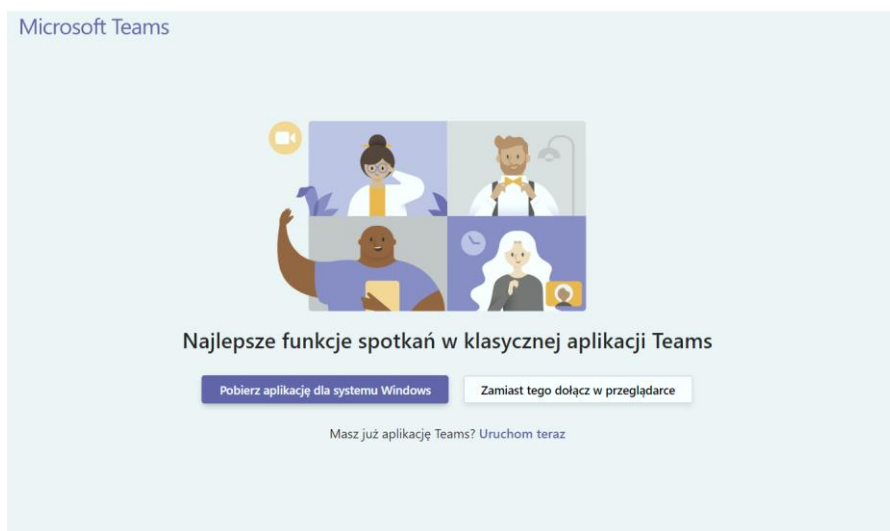 Microsoft Teams
Najlepsze funkcje spotkań w klasycznej aplikacji Teams
Pobierz aplikację dla systemu Windows
Zamiast tego dołącz w przeglądarce
Masz już aplikację Teams? Uruchom teraz